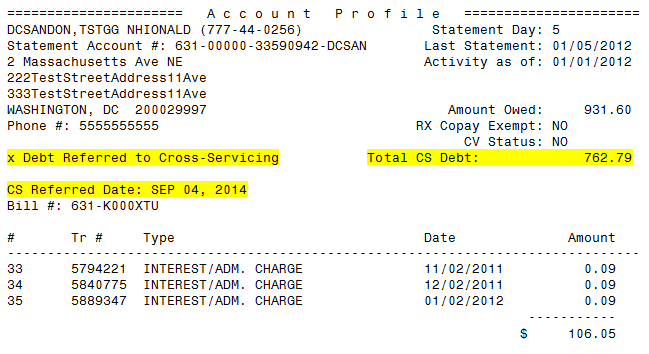 ====================== A c c o u n t   P r o f i l e ======================
DCSANDON,TSTGG NHIONALD (777-44-0256) Statement Day: 5
Statement Account #: 631-00000-33590942-DCSAN Last Statement: 01/05/2012
2 Massachusetts Ave NE Activity as of: 01/01/2012
222TestStreetAddress11Ave
333TestStreetAddress11Ave
WASHINGTON, DC 200029997 Amount Owed: 931.60
Phone #: 5555555555 RX Copay Exempt: NO
CV Status: NO
x Debt Referred to Cross-Servicing Total CS Debt: 762.79
CS Referred Date: SEP 04, 2014
Bill #: 631-K000XTU
# Tr # Type Date Amount
-------------------------------------------------------------------------------
33 5794221 INTEREST/ADM. CHARGE 11/02/2011 0.09
34 5840775 INTEREST/ADM. CHARGE 12/02/2011 0.09
35 5889347 INTEREST/ADM. CHARGE 01/02/2012 0.09
-----------
$ 106.05